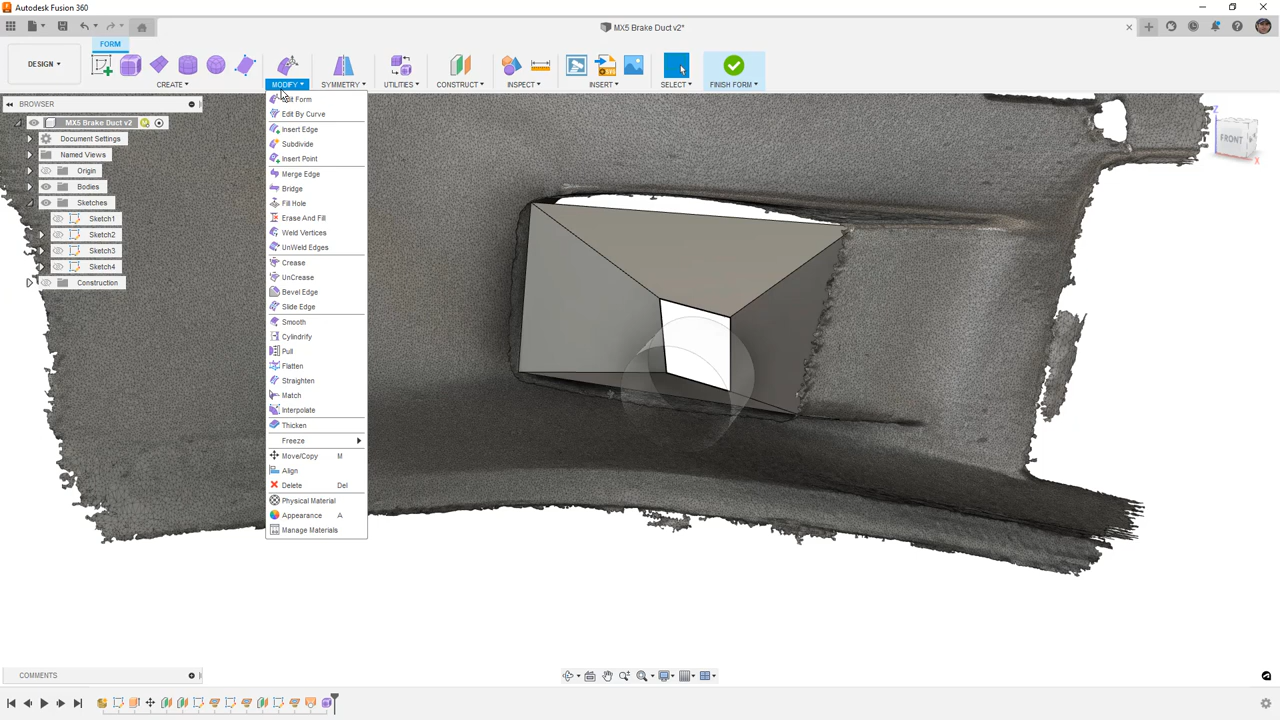 Autodesk Fusion 360
MX5 Brake Duct v2*
FORM
DESIGN
CREATE
MODIFY
SYMMETRY
UTILITIES
CONSTRUCT
INSPECT
INSERT
SELECT
FINISH FORM
BROWSER
MX5 Brake Duct v2
Document Settings
Named Views
Origin
Bodies
Sketches
Sketch1
Sketch2
Sketch3
Sketch4
Construction
Form
Edit By Curve
Insert Edge
Subdivide
Insert Point
Merge Edge
Bridge
Fill Hole
Erase And Fill
Weld Vertices
UnWeld Edges
Crease
UnCrease
Bevel Edge
Slide Edge
Smooth
Cylindrify
Pull
Flatten
Straighten
Match
Interpolate
Thicken
Freeze
Move/Copy M
Align
Delete Del
Physical Material
Appearance A
Manage Materials
Z
FRONT
X
COMMENTS